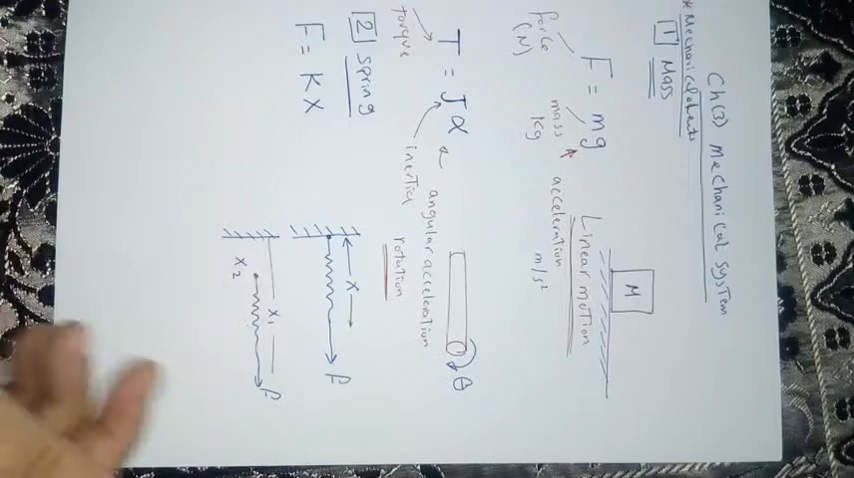 Ch(3) Mechanical system
* Mechanical
1 Mass
F = mg
force
(N)
mass
kg
acceleration
m/s²
M
Linear motion
T = Jα
torque
inertia
angular acceleration
rotation
θ
2 spring
F = KX
X
F
X₁
X₂
F